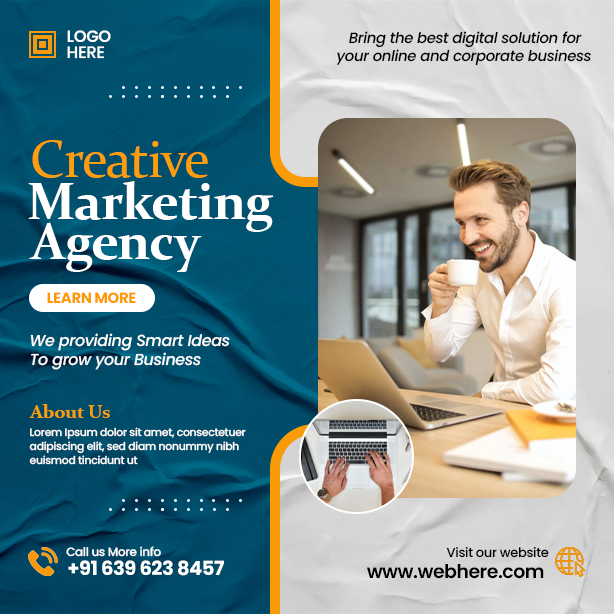 LOGO
HERE
Bring the best digital solution for
your online and corporate business
Creative
Marketing
Agency
LEARN MORE
We providing Smart Ideas
To grow your Business
About Us
Lorem Ipsum dolor sit amet, consectetuer
adipiscing elit, sed diam nonummy nibh
euismod tincidunt ut
Call us More info
+91 639 623 8457
Visit our website
www.webhere.com